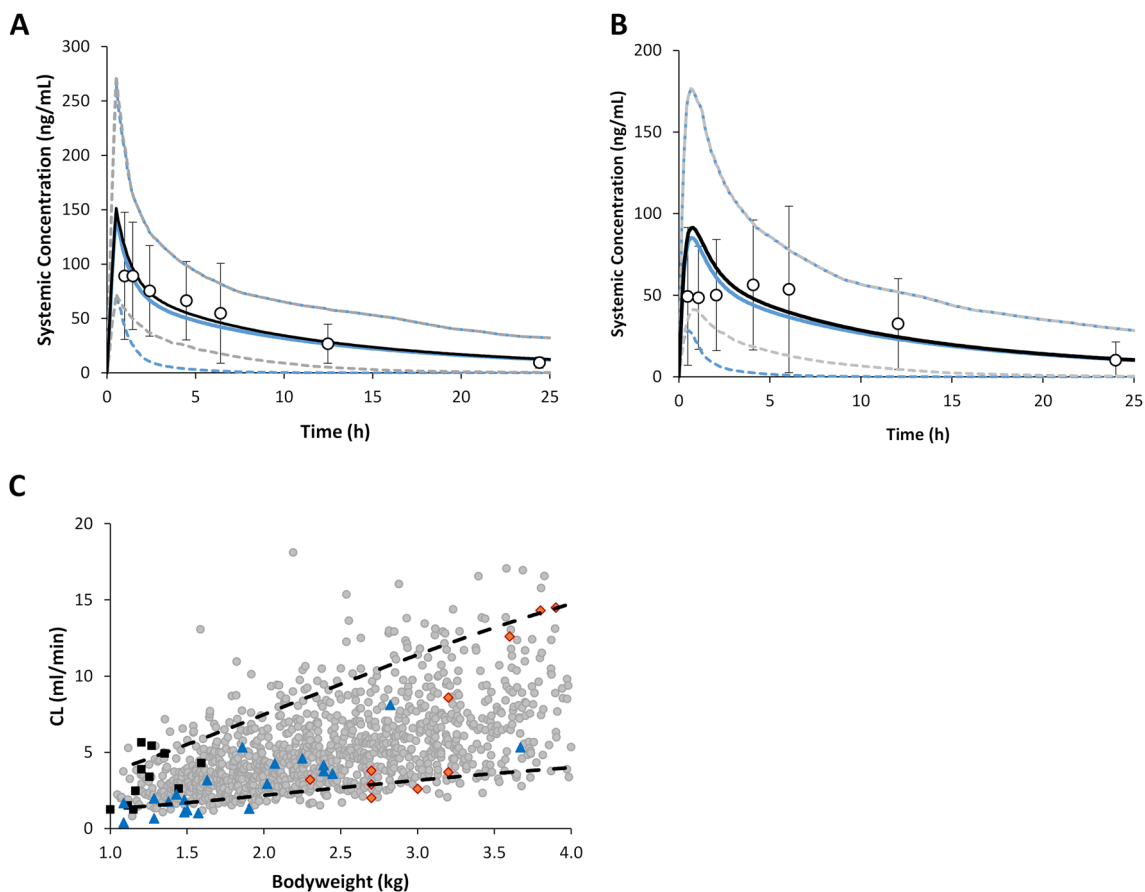 A
Systemic Concentration (ng/mL)
300
250
200
150
100
50
0
0 5 10 15 20 25
Time (h)
B
Systemic Concentration (ng/mL)
200
150
100
50
0
0 5 10 15 20 25
Time (h)
C
CL (ml/min)
20
15
10
5
0
1.0 1.5 2.0 2.5 3.0 3.5 4.0
Bodyweight (kg)